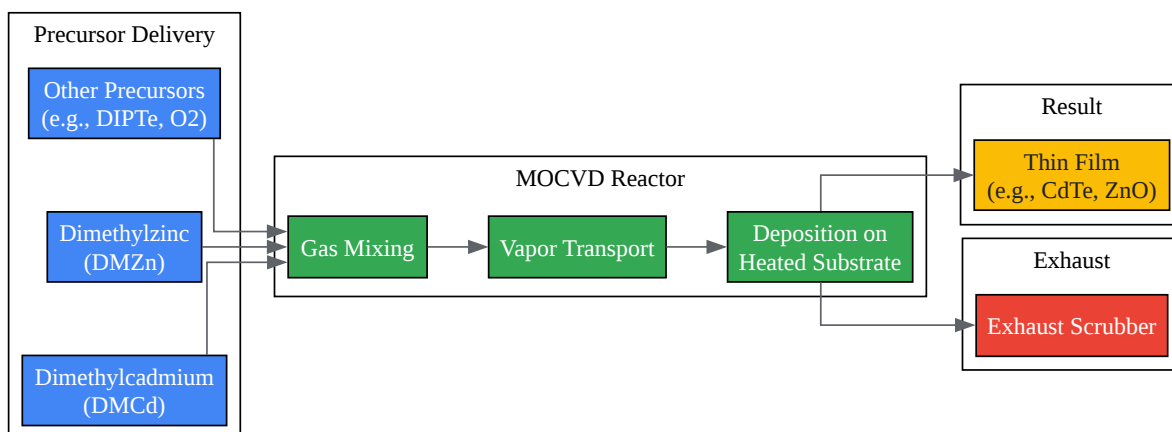 Precursor Delivery
Other Precursors
(e.g., DIPTe, O2)
Dimethylzinc
(DMZn)
Dimethylcadmium
(DMCd)
MOCVD Reactor
Gas Mixing
Vapor Transport
Deposition on
Heated Substrate
Result
Thin Film
(e.g., CdTe, ZnO)
Exhaust
Exhaust Scrubber